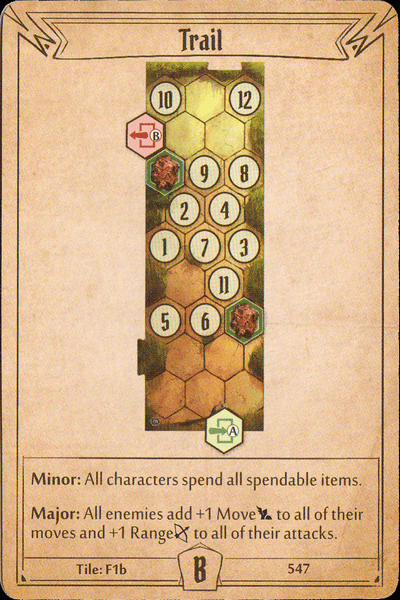 Trail
10 12
B
9 8
2 4
1 7 3
11
5 6
A
Minor: All characters spend all spendable items.
Major: All enemies add +1 Move to all of their
moves and +1 Range to all of their attacks.
Tile: F1b B 547